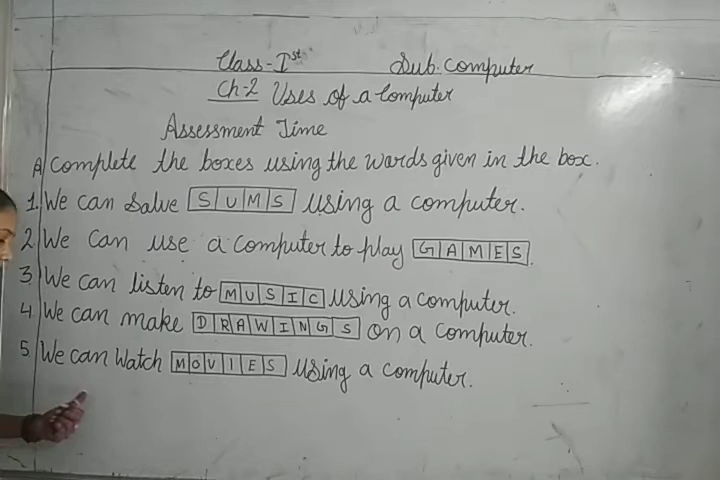 Class-Ist Sub. Computer
Ch-2 Uses of a Computer
Assessment Time
A) Complete the boxes using the words given in the box.
1. We can solve SUMS using a computer.
2. We can use a computer to play GAMES.
3. We can listen to MUSIC using a computer.
4. We can make DRAWINGS on a computer.
5. We can watch MOVIES using a computer.